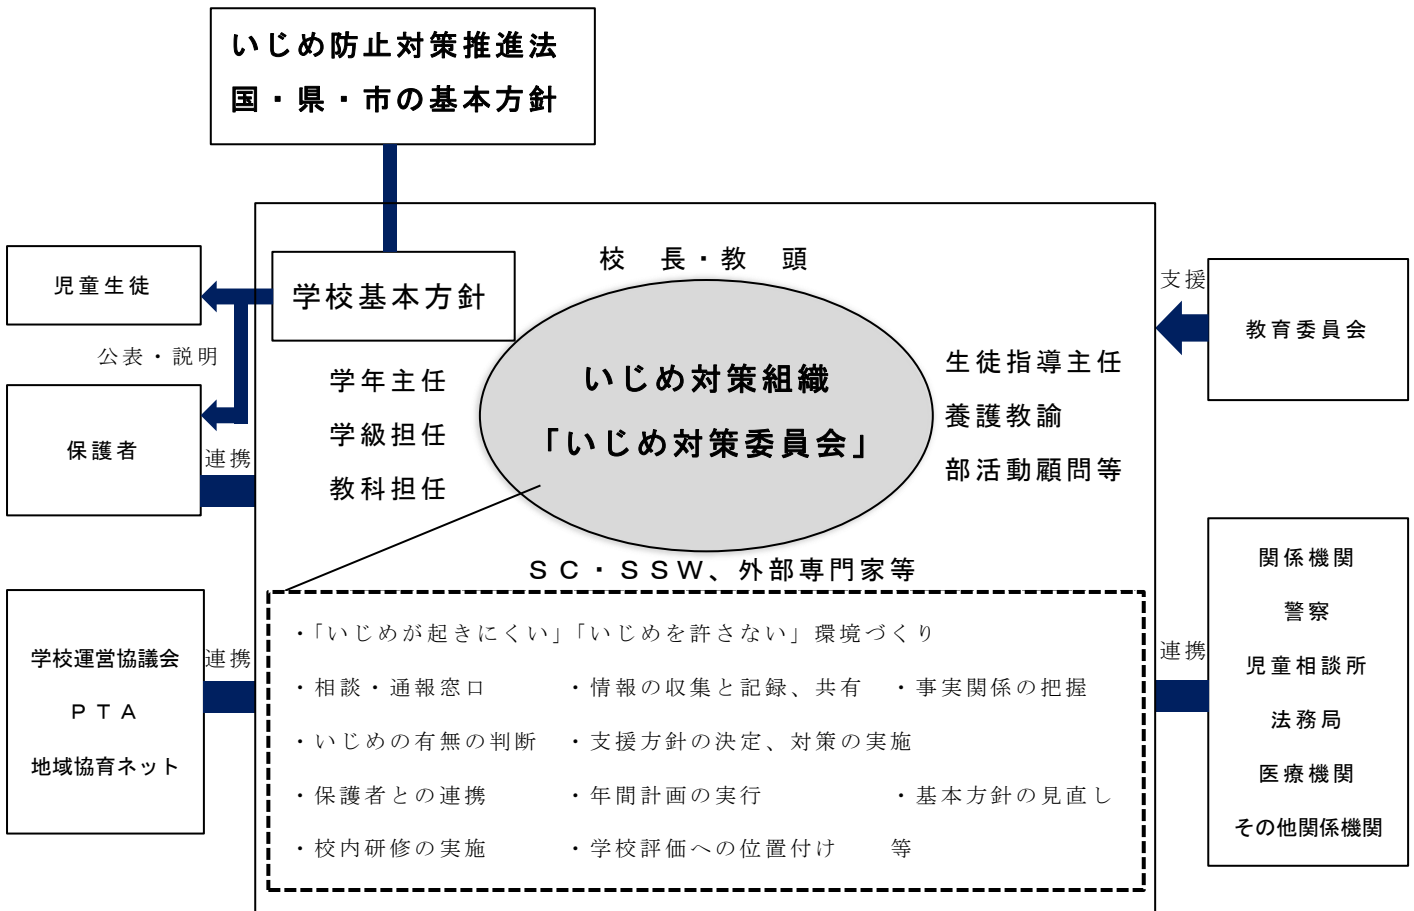 いじめ防止対策推進法
国・県・市の基本方針
校　長・教　頭
児童生徒
学校基本方針
支援
教育委員会
公表・説明
学年主任
学級担任
教科担任
いじめ対策組織
「いじめ対策委員会」
生徒指導主任
養護教諭
部活動顧問等
保護者
連携
ＳＣ・ＳＳＷ、外部専門家等
学校運営協議会
ＰＴＡ
地域協育ネット
連携
・「いじめが起きにくい」「いじめを許さない」環境づくり
・相談・通報窓口　・情報の収集と記録、共有　・事実関係の把握
・いじめの有無の判断　・支援方針の決定、対策の実施
・保護者との連携　・年間計画の実行　・基本方針の見直し
・校内研修の実施　・学校評価への位置付け　等
連携
関係機関
警察
児童相談所
法務局
医療機関
その他関係機関